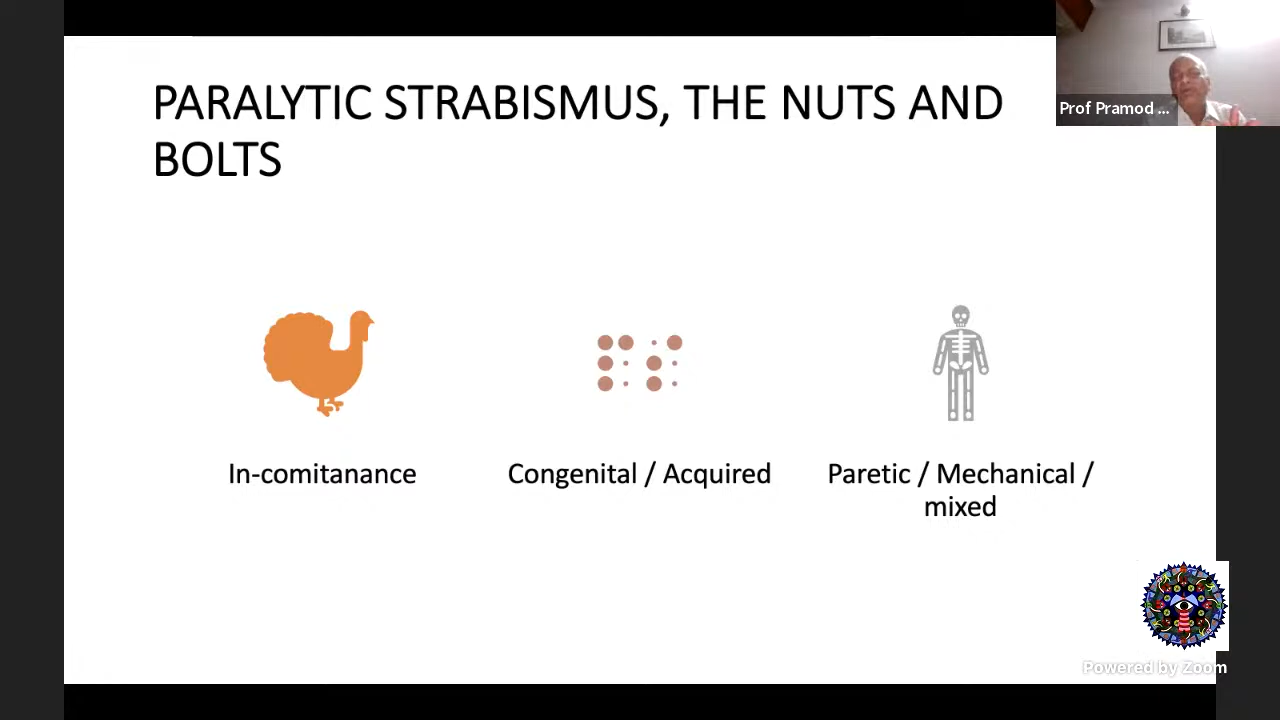 PARALYTIC STRABISMUS, THE NUTS AND
BOLTS
Prof Pramod ...
In-comitanance
Congenital / Acquired
Paretic / Mechanical /
mixed
Powered by Zoom